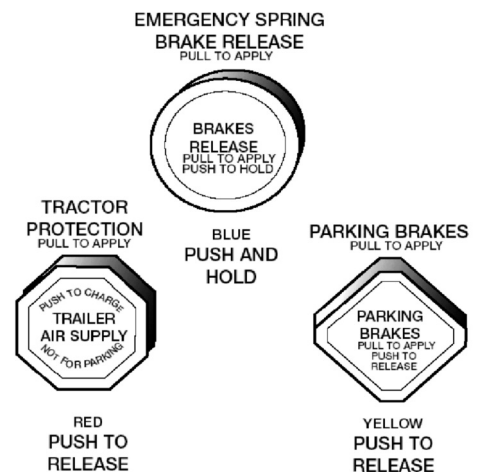 EMERGENCY SPRING
BRAKE RELEASE
PULL TO APPLY
BRAKES
RELEASE
PULL TO APPLY
PUSH TO HOLD
BLUE
PUSH AND
HOLD
TRACTOR
PROTECTION
PULL TO APPLY
PUSH TO CHARGE
TRAILER
AIR SUPPLY
NOT FOR PARKING
RED
PUSH TO
RELEASE
PARKING BRAKES
PULL TO APPLY
PARKING
BRAKES
PULL TO APPLY
PUSH TO
RELEASE
YELLOW
PUSH TO
RELEASE